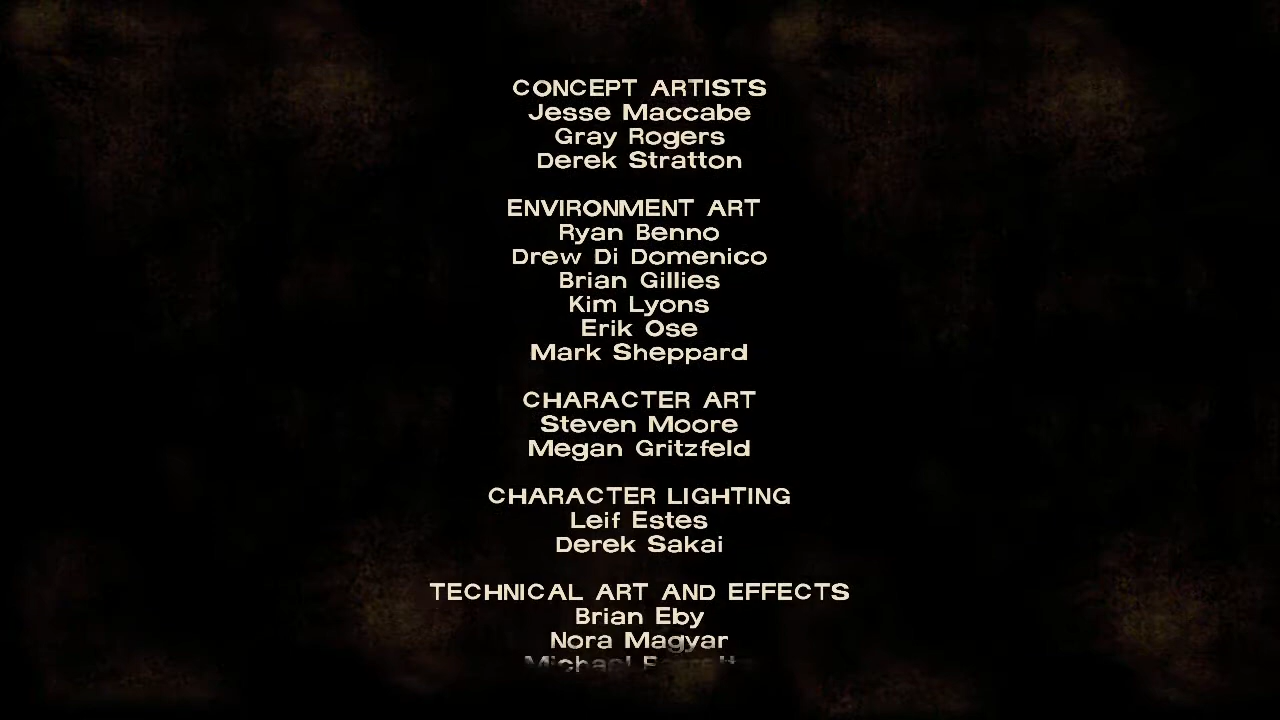 CONCEPT ARTISTS
Jesse Maccabe
Gray Rogers
Derek Stratton
ENVIRONMENT ART
Ryan Benno
Drew Di Domenico
Brian Gillies
Kim Lyons
Erik Ose
Mark Sheppard
CHARACTER ART
Steven Moore
Megan Gritzfeld
CHARACTER LIGHTING
Leif Estes
Derek Sakai
TECHNICAL ART AND EFFECTS
Brian Eby
Nora Magyar
Michael